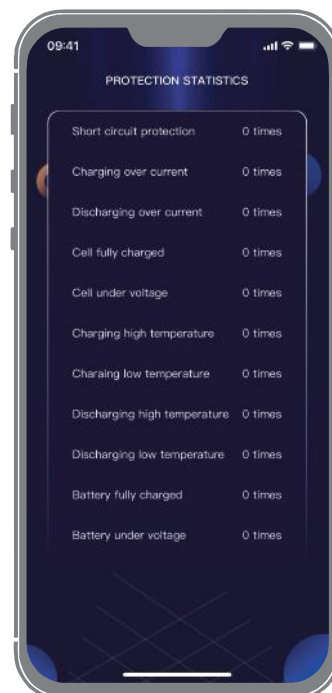 09:41
PROTECTION STATISTICS
Short circuit protection 0 times
Charging over current 0 times
Discharging over current 0 times
Cell fully charged 0 times
Cell under voltage 0 times
Charging high temperature 0 times
Charaing low temperature 0 times
Discharging high temperature 0 times
Discharging low temperature 0 times
Battery fully charged 0 times
Battery under voltage 0 times